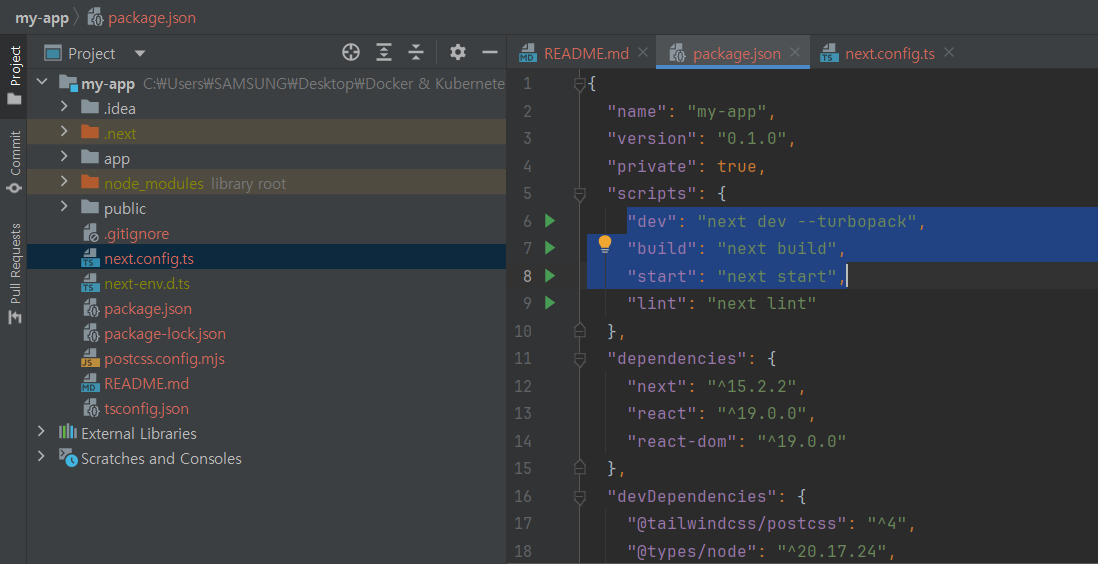 my-app
package.json
Project
Commit
Pull Requests
Project
my-app C:₩Users₩SAMSUNG₩Desktop₩Docker & Kubernete
.idea
.next
app
node_modules library root
public
.gitignore
next.config.ts
next-env.d.ts
package.json
package-lock.json
postcss.config.mjs
README.md
tsconfig.json
External Libraries
Scratches and Consoles
README.md
package.json
next.config.ts
1 {
2 "name": "my-app",
3 "version": "0.1.0",
4 "private": true,
5 "scripts": {
6 "dev": "next dev --turbopack",
7 "build": "next build",
8 "start": "next start",
9 "lint": "next lint"
10 },
11 "dependencies": {
12 "next": "^15.2.2",
13 "react": "^19.0.0",
14 "react-dom": "^19.0.0"
15 },
16 "devDependencies": {
17 "@tailwindcss/postcss": "^4",
18 "@types/node": "^20.17.24",